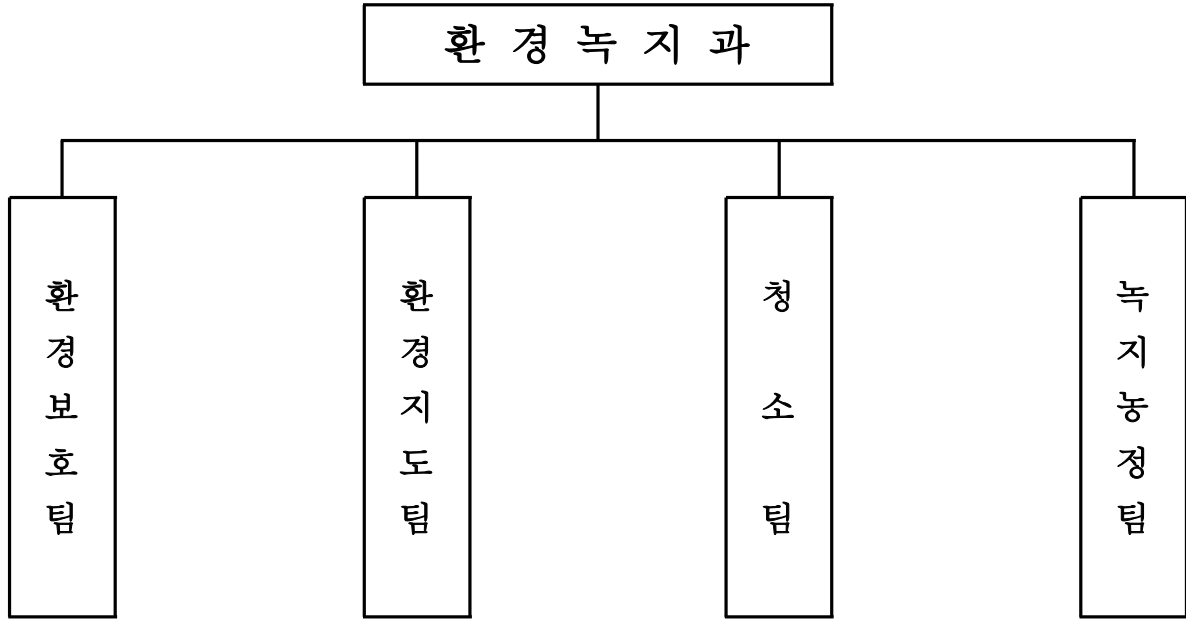 환 경 녹 지 과
환경보호팀
환경지도팀
청소팀
녹지농정팀